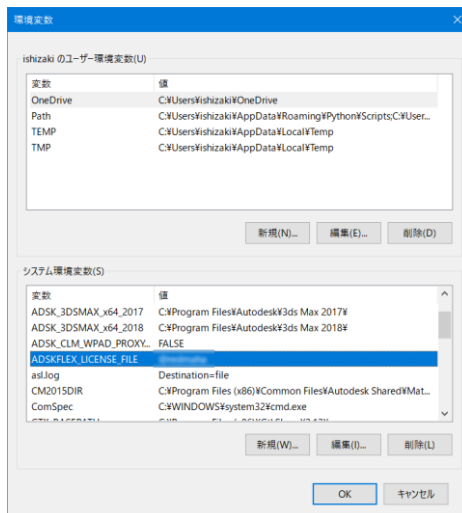 環境変数
ishizaki のユーザー環境変数(U)
変数 値
OneDrive C:¥Users¥ishizaki¥OneDrive
Path C:¥Users¥ishizaki¥AppData¥Roaming¥Python¥Scripts;C:¥User...
TEMP C:¥Users¥ishizaki¥AppData¥Local¥Temp
TMP C:¥Users¥ishizaki¥AppData¥Local¥Temp
新規(N)... 編集(E)... 削除(D)
システム環境変数(S)
変数 値
ADSK_3DSMAX_x64_2017 C:¥Program Files¥Autodesk¥3ds Max 2017¥
ADSK_3DSMAX_x64_2018 C:¥Program Files¥Autodesk¥3ds Max 2018¥
ADSK_CLM_WPAD_PROXY... FALSE
ADSKFLEX_LICENSE_FILE
asl.log Destination=file
CM2015DIR C:¥Program Files (x86)¥Common Files¥Autodesk Shared¥Mat...
ComSpec C:¥WINDOWS¥system32¥cmd.exe
新規(W)... 編集(I)... 削除(L)
OK キャンセル